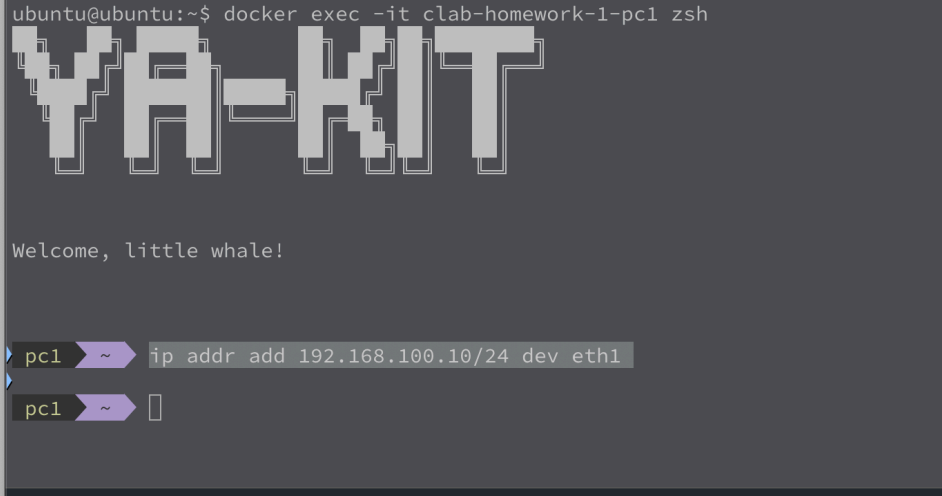 ubuntu@ubuntu:~$ docker exec -it clab-homework-1-pc1 zsh
YA-KIT
Welcome, little whale!
pc1 ~ ip addr add 192.168.100.10/24 dev eth1
pc1 ~